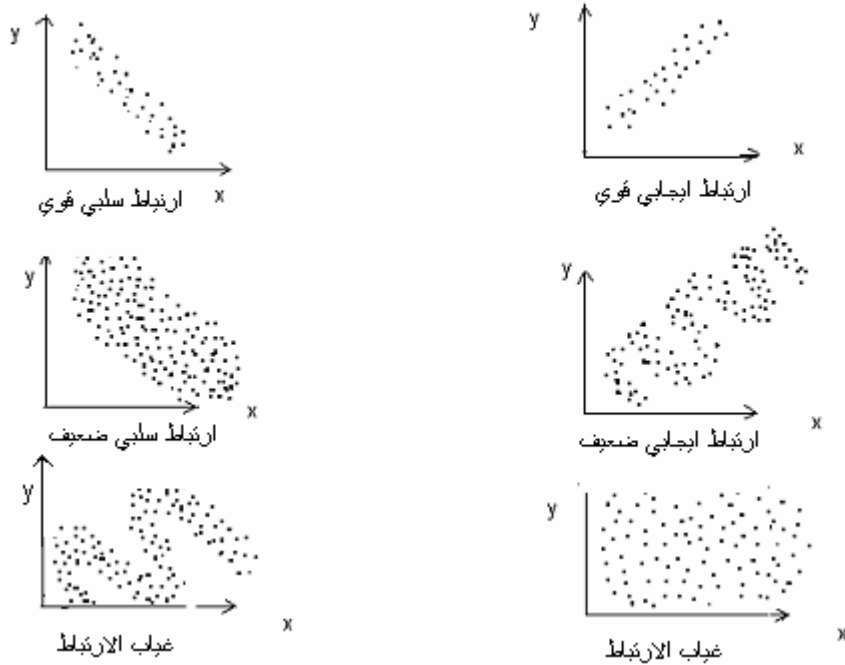 y
x
ارتباط ايجابي قوي
y
x
ارتباط سلبي قوي
y
x
ارتباط ايجابي ضعيف
y
x
ارتباط سلبي ضعيف
y
x
غياب الارتباط
y
x
غياب الارتباط